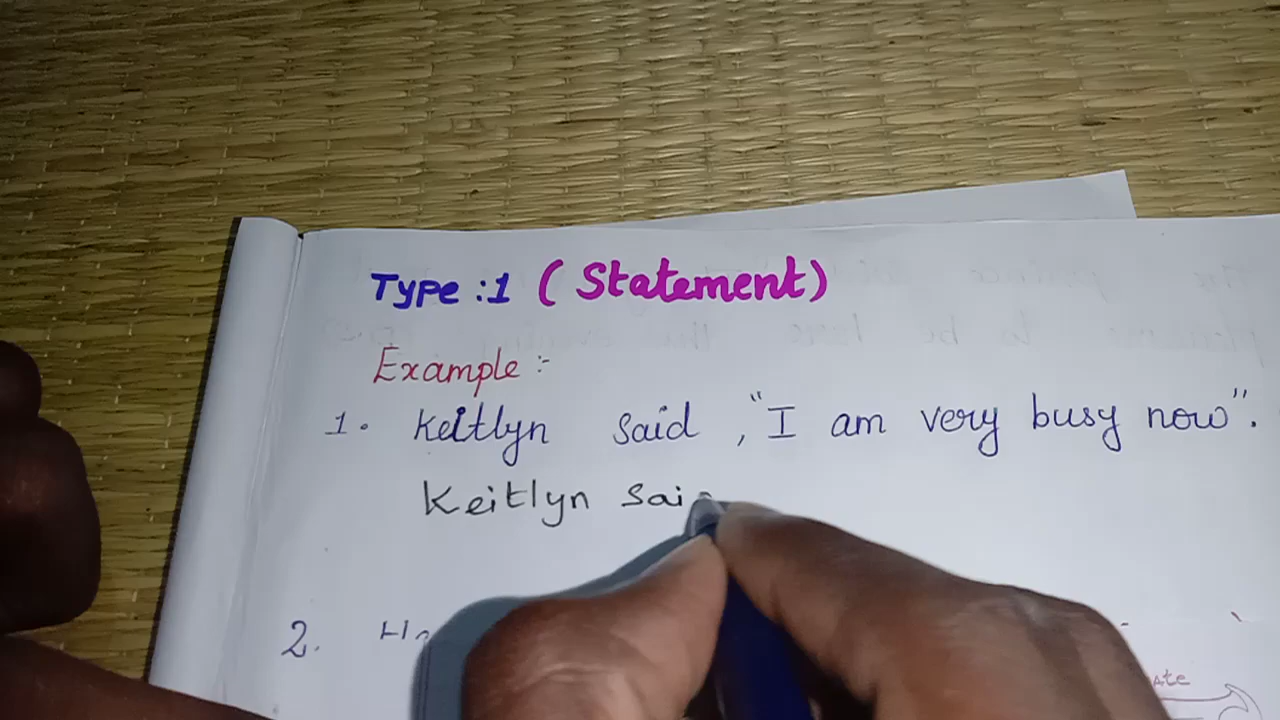 Type :1 ( Statement)
Example :-
1. Keitlyn said ,"I am very busy now".
Keitlyn sai
2.